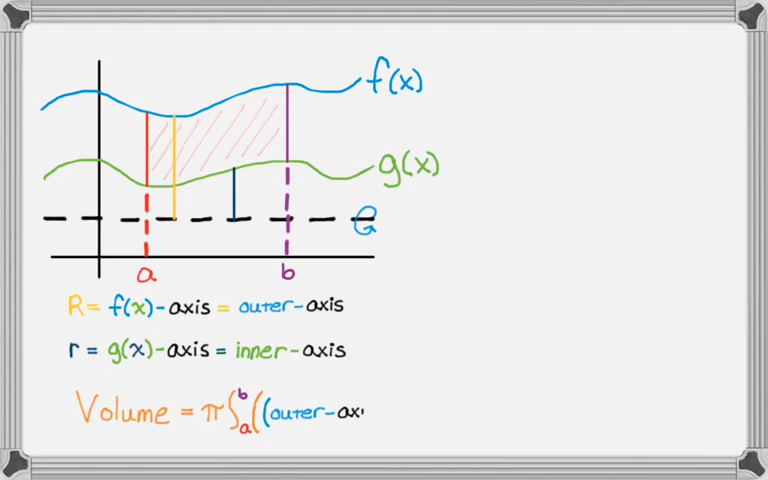 f(x)
g(x)
a b
R = f(x)-axis = outer-axis
r = g(x)-axis = inner-axis
Volume = π∫ₐᵇ((outer-ax